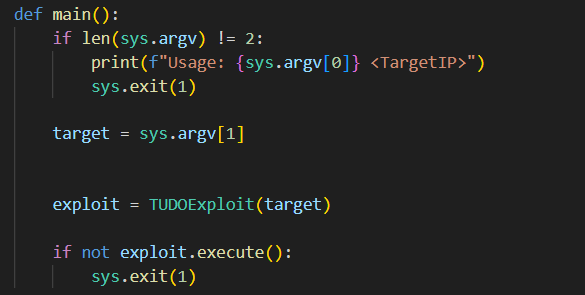 def main():
    if len(sys.argv) != 2:
        print(f"Usage: {sys.argv[0]} <TargetIP>")
        sys.exit(1)
    target = sys.argv[1]
    exploit = TUDOExploit(target)
    if not exploit.execute():
        sys.exit(1)